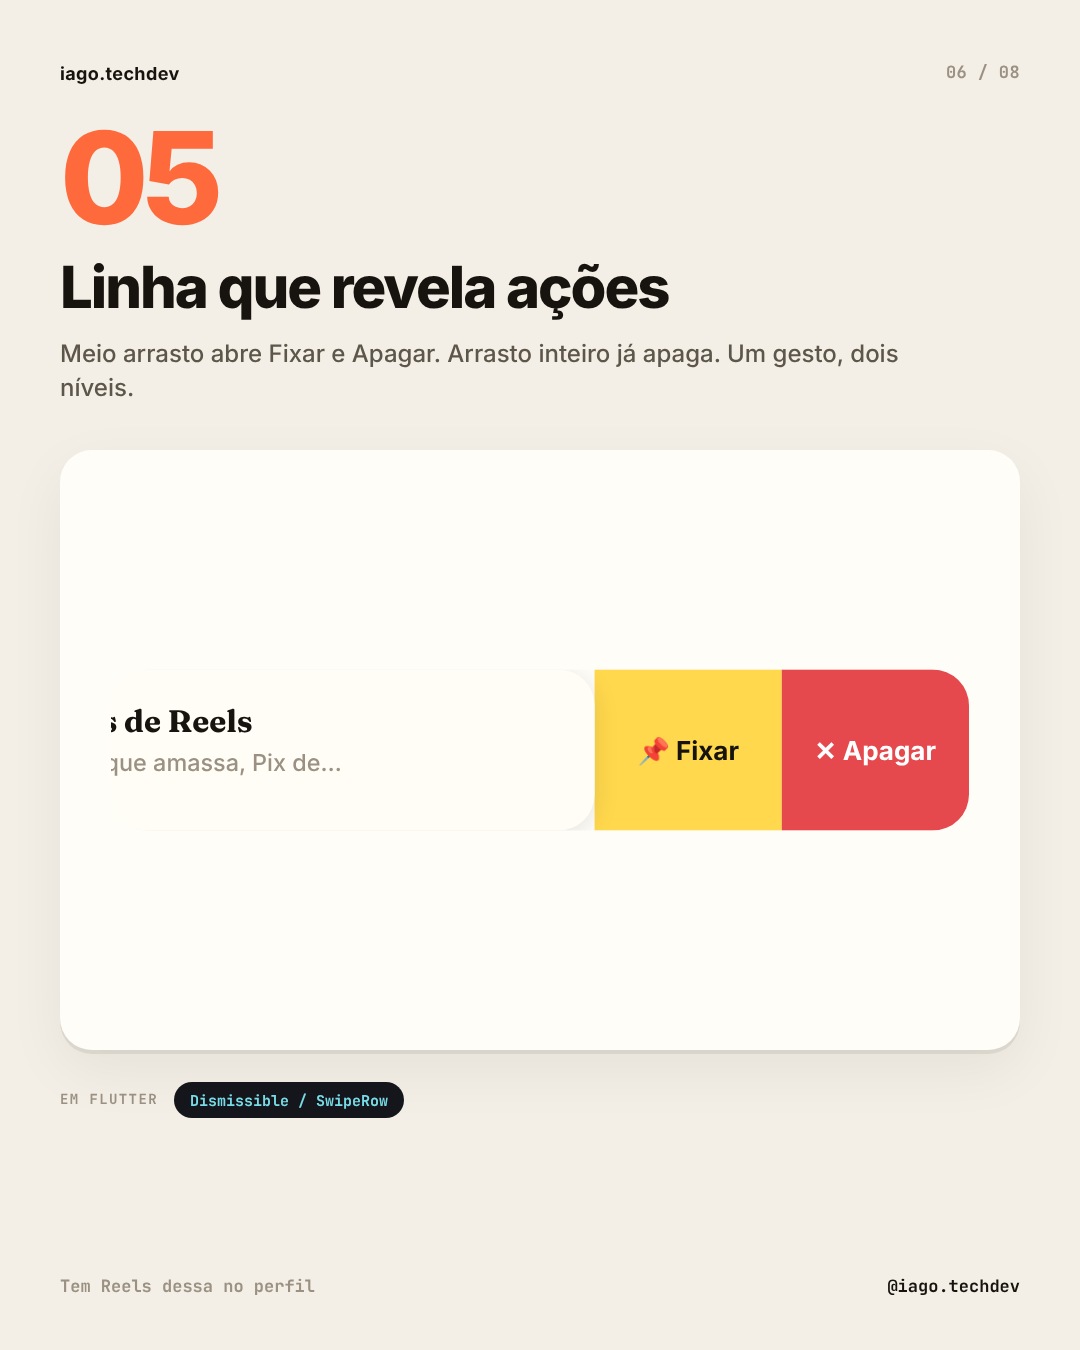 iago.techdev
06 / 08
05
Linha que revela ações
Meio arrasto abre Fixar e Apagar. Arrasto inteiro já apaga. Um gesto, dois
níveis.
s de Reels
que amassa, Pix de...
📌 Fixar
✕ Apagar
EM FLUTTER
Dismissible / SwipeRow
Tem Reels dessa no perfil
@iago.techdev